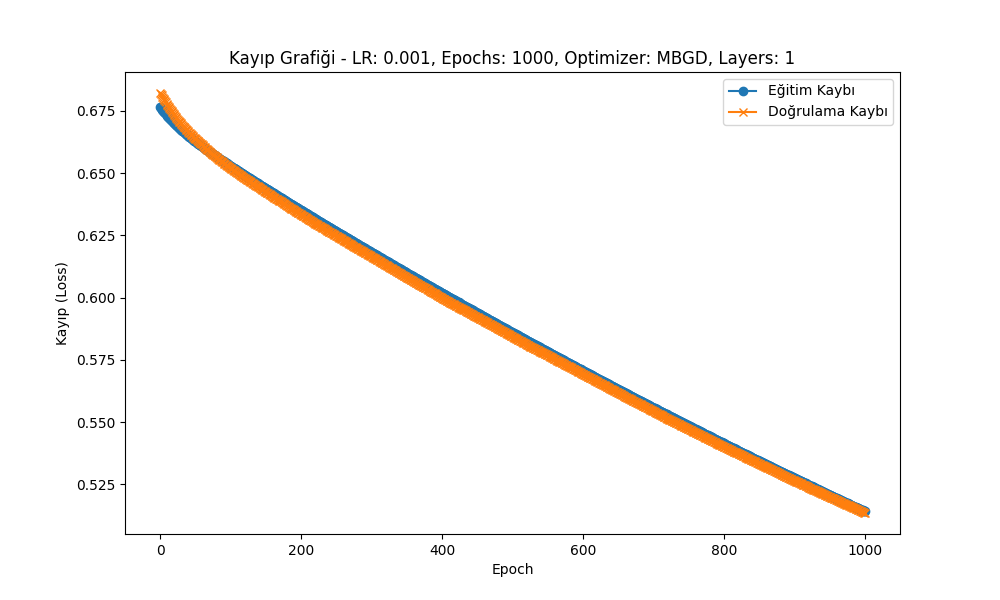 Kayıp Grafiği - LR: 0.001, Epochs: 1000, Optimizer: MBGD, Layers: 1
Eğitim Kaybı
Doğrulama Kaybı
Kayıp (Loss)
0.675
0.650
0.625
0.600
0.575
0.550
0.525
0 200 400 600 800 1000
Epoch